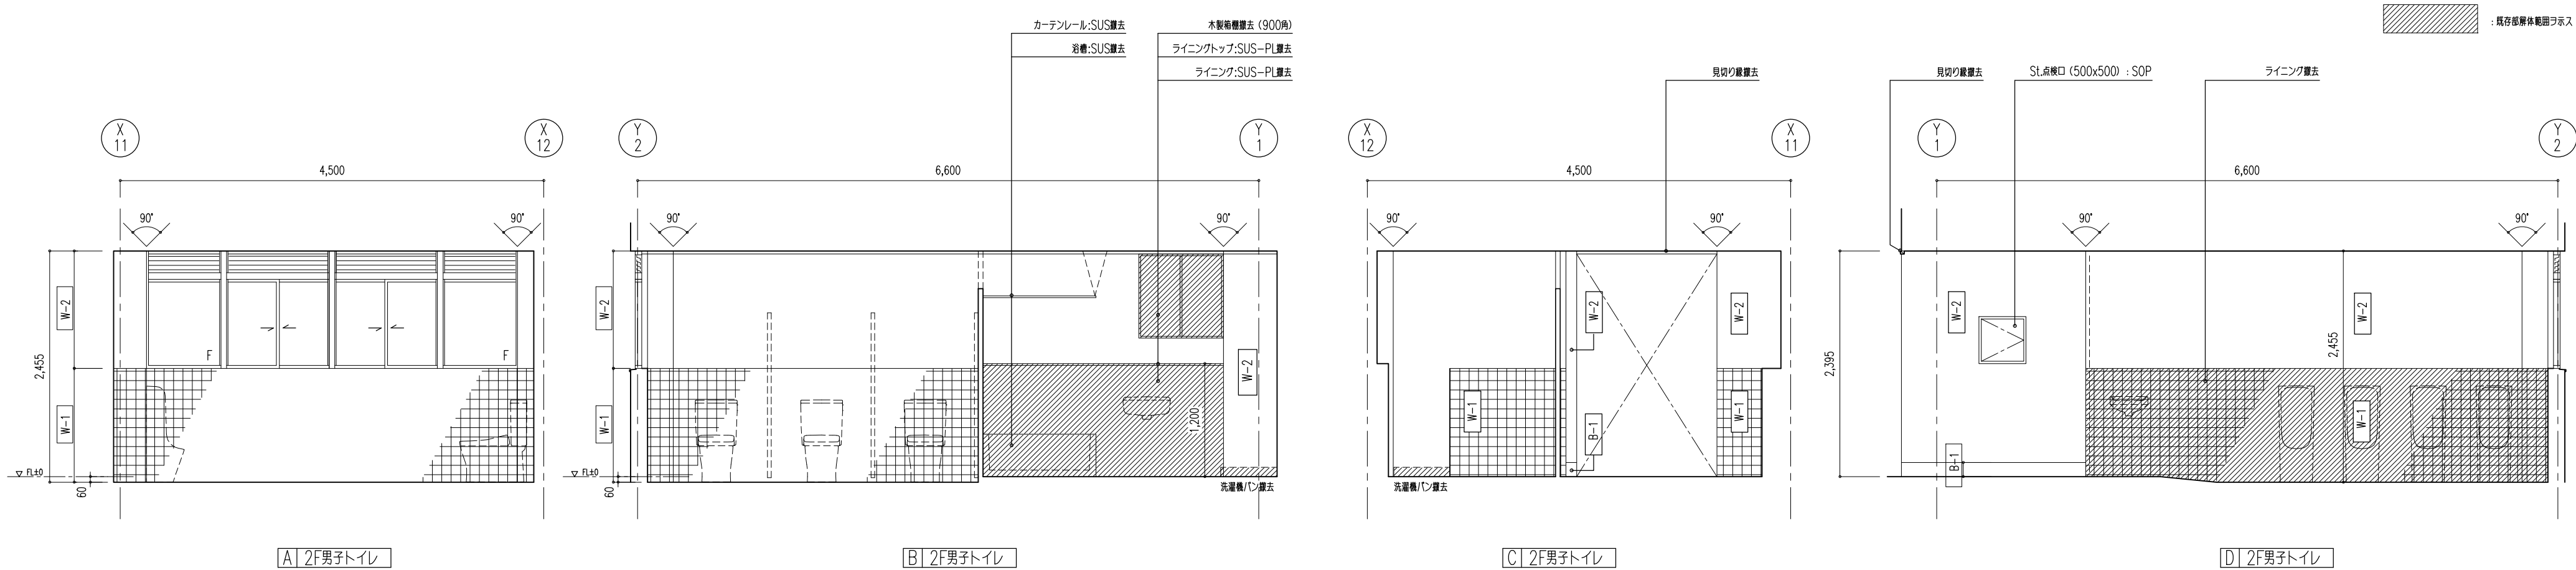 ：既存部解体範囲ヲ示ス
カーテンレール:SUS撤去
浴槽:SUS撤去
木製箱棚撤去（900角）
ライニングトップ:SUS-PL撤去
ライニング:SUS-PL撤去
見切り縁撤去
見切り縁撤去
St.点検口（500x500）：SOP
ライニング撤去
X
11
X
12
4,500
90°
90°
W-2
W-1
2,455
F
F
▽ FL±0
60
A 2F男子トイレ
Y
2
Y
1
6,600
90°
90°
W-2
W-1
W-2
1,200
▽ FL±0
60
洗濯機パン撤去
B 2F男子トイレ
X
12
X
11
4,500
90°
90°
W-2
W-2
W-1
B-1
W-1
洗濯機パン撤去
C 2F男子トイレ
Y
1
Y
2
6,600
90°
90°
W-2
W-2
2,395
2,455
W-1
B-1
D 2F男子トイレ